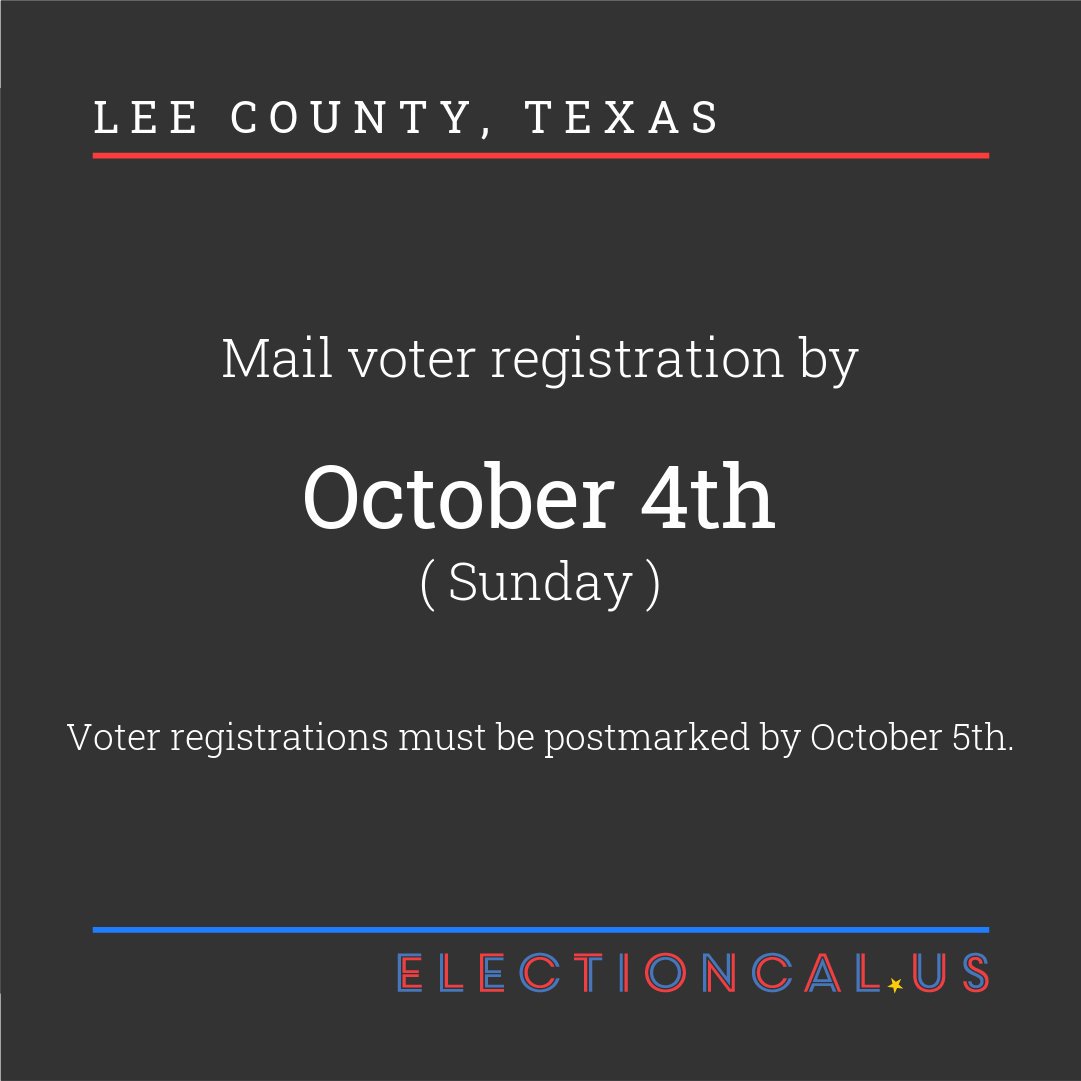 LEE COUNTY, TEXAS
Mail voter registration by
October 4th
( Sunday )
Voter registrations must be postmarked by October 5th.
ELECTIONCAL.US